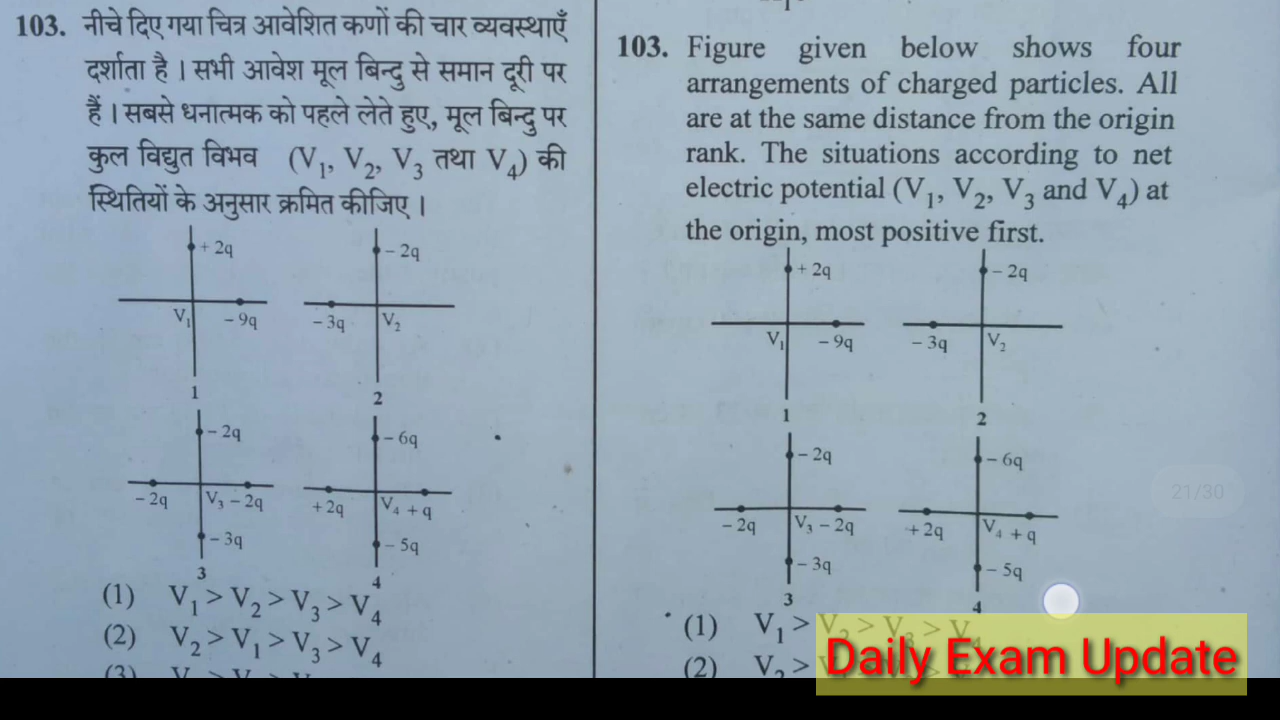 103. नीचे दिए गया चित्र आवेशित कणों की चार व्यवस्थाएँ
दर्शाता है । सभी आवेश मूल बिन्दु से समान दूरी पर
हैं । सबसे धनात्मक को पहले लेते हुए, मूल बिन्दु पर
कुल विद्युत विभव (V₁, V₂, V₃ तथा V₄) की
स्थितियों के अनुसार क्रमित कीजिए ।
+ 2q
- 2q
V₁
- 9q
- 3q
V₂
1
2
- 2q
- 6q
- 2q
V₃ - 2q
+ 2q
V₄ + q
- 3q
- 5q
3
4
(1) V₁ > V₂ > V₃ > V₄
(2) V₂ > V₁ > V₃ > V₄
103. Figure given below shows four
arrangements of charged particles. All
are at the same distance from the origin
rank. The situations according to net
electric potential (V₁, V₂, V₃ and V₄) at
the origin, most positive first.
+ 2q
- 2q
V₁
- 9q
- 3q
V₂
1
2
- 2q
- 6q
- 2q
V₃ - 2q
+ 2q
V₄ + q
- 3q
- 5q
3
4
(1) V₁ > V₂ > V₃ > V₄
(2) V₂ >
21/30
Daily Exam Update